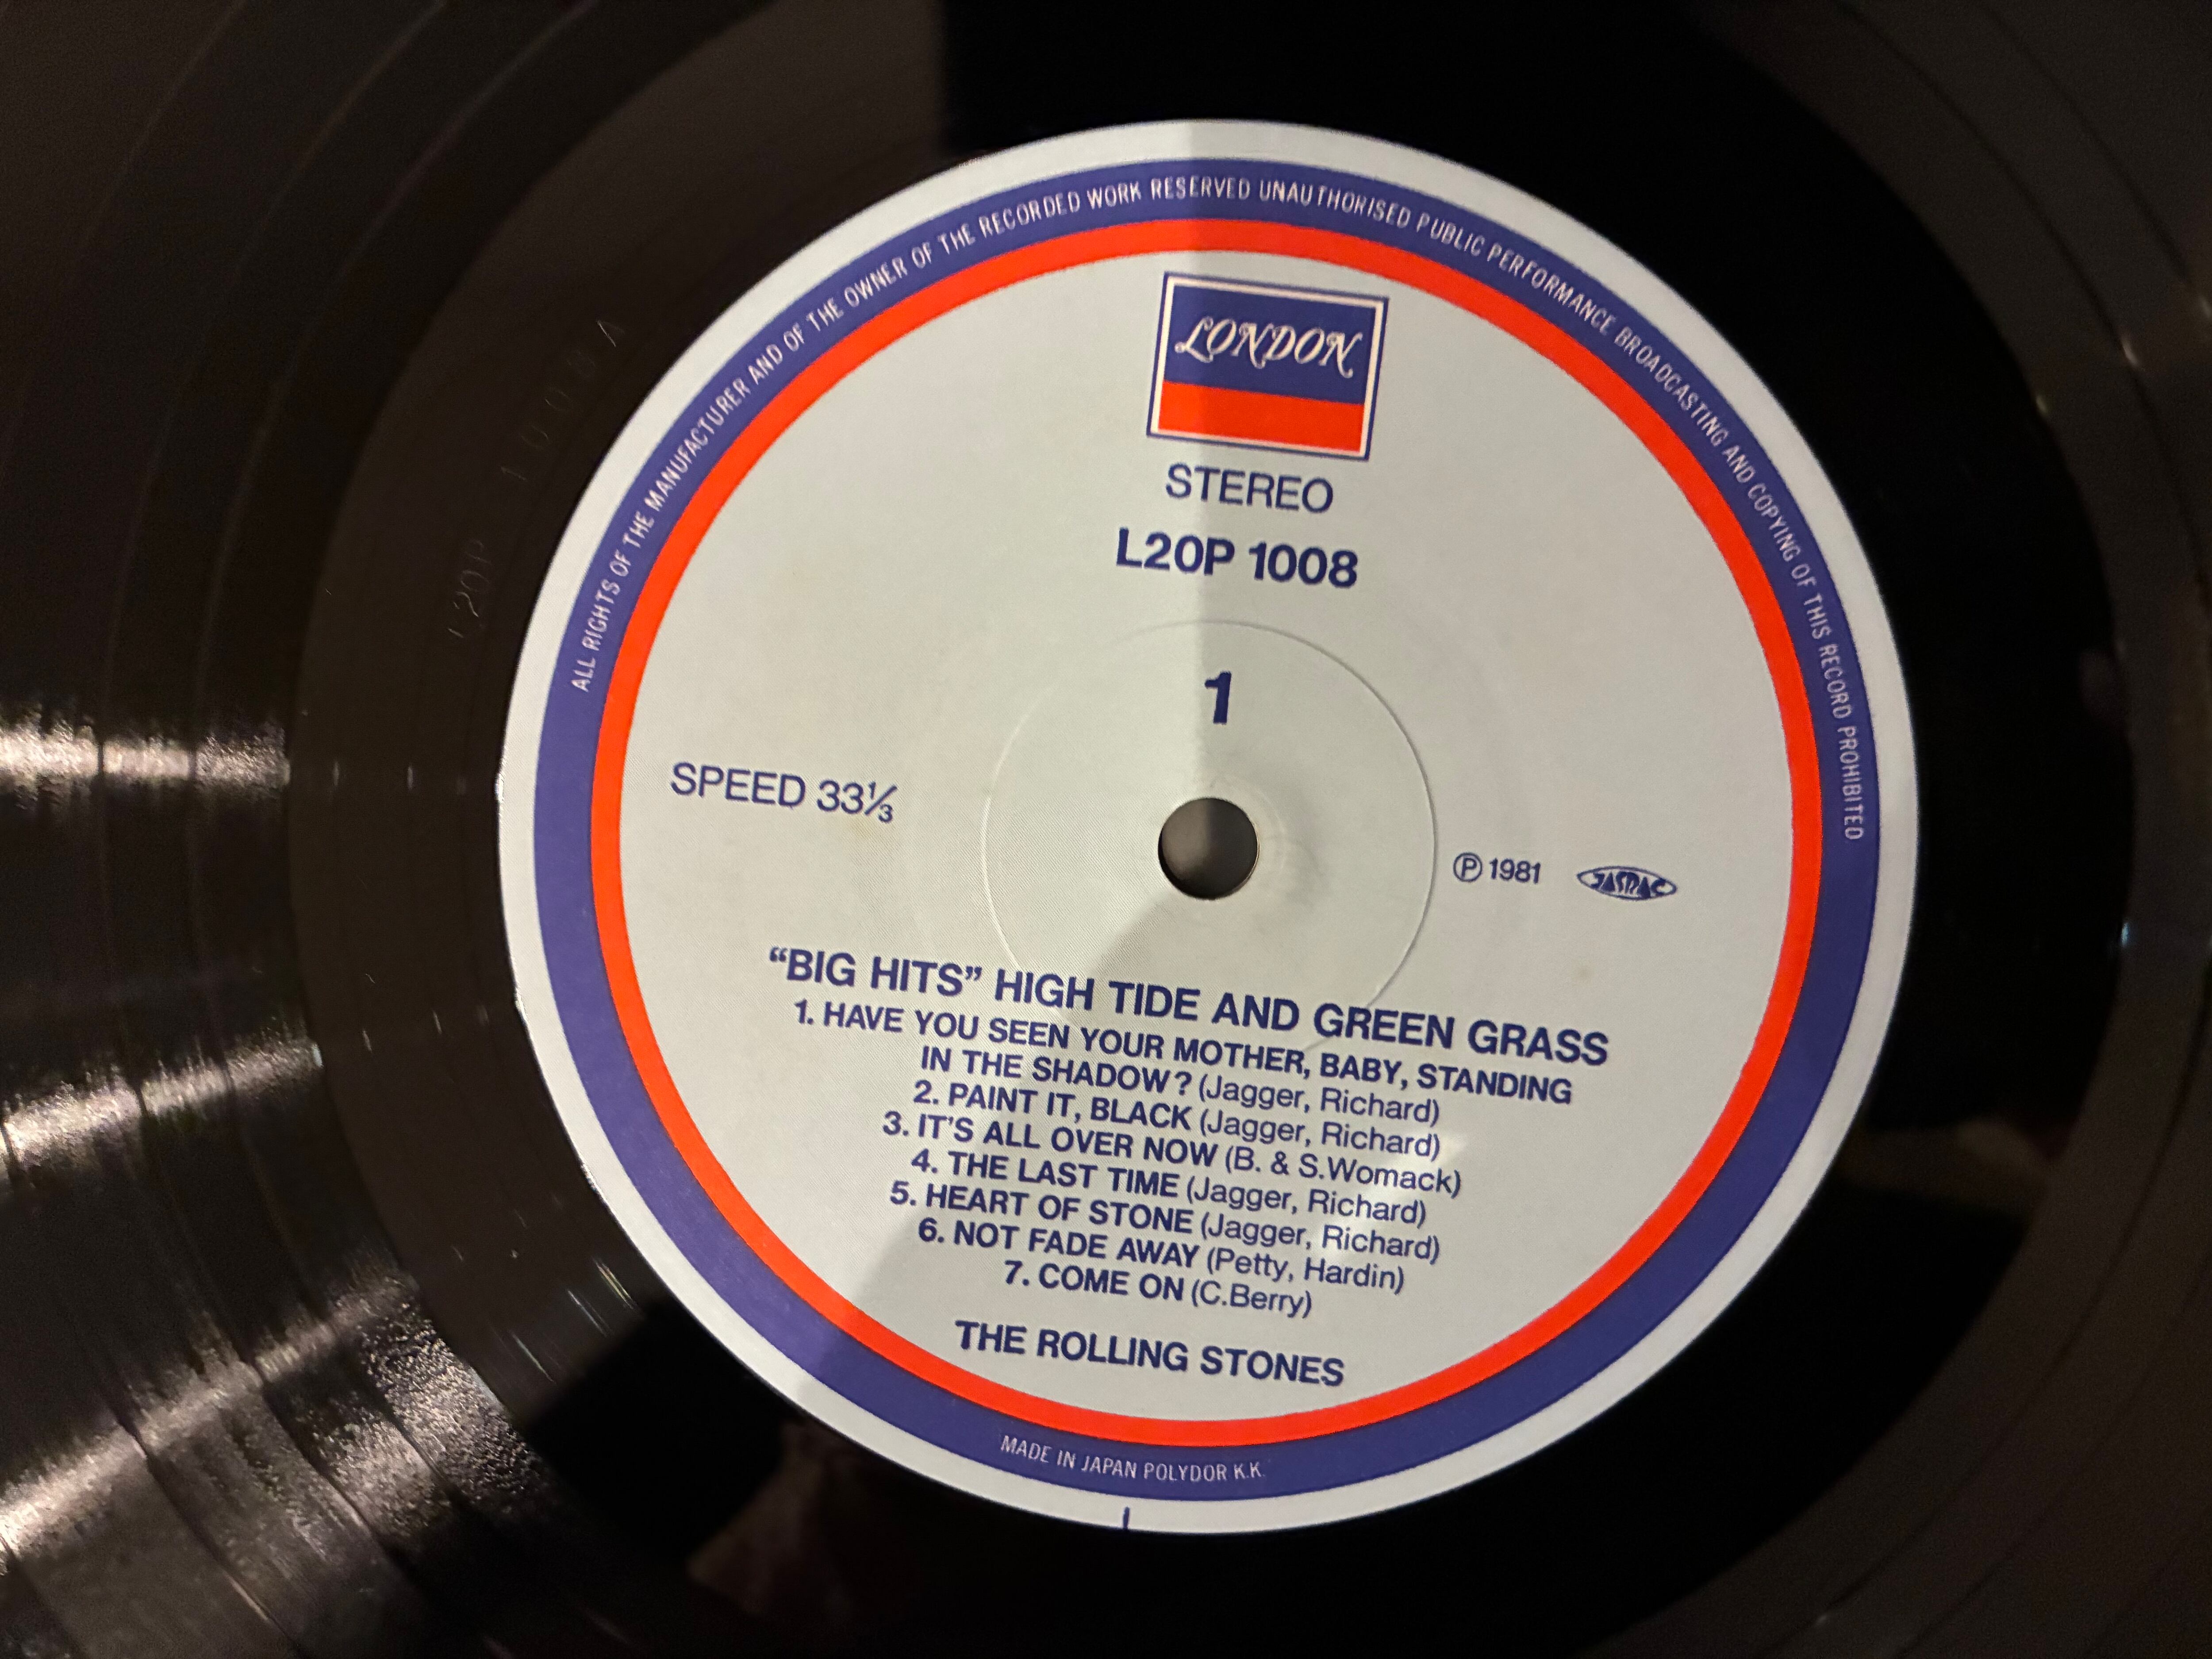 ALL RIGHTS OF THE MANUFACTURER AND OF THE OWNER OF THE RECORDED WORK RESERVED UNAUTHORISED PUBLIC PERFORMANCE BROADCASTING AND COPYING OF THIS RECORD PROHIBITED
LONDON
STEREO
L20P 1008
1
SPEED 33⅓
℗ 1981 JASRAC
“BIG HITS” HIGH TIDE AND GREEN GRASS
1. HAVE YOU SEEN YOUR MOTHER, BABY, STANDING
IN THE SHADOW? (Jagger, Richard)
2. PAINT IT, BLACK (Jagger, Richard)
3. IT'S ALL OVER NOW (B. & S.Womack)
4. THE LAST TIME (Jagger, Richard)
5. HEART OF STONE (Jagger, Richard)
6. NOT FADE AWAY (Petty, Hardin)
7. COME ON (C.Berry)
THE ROLLING STONES
MADE IN JAPAN POLYDOR K.K.
L20P